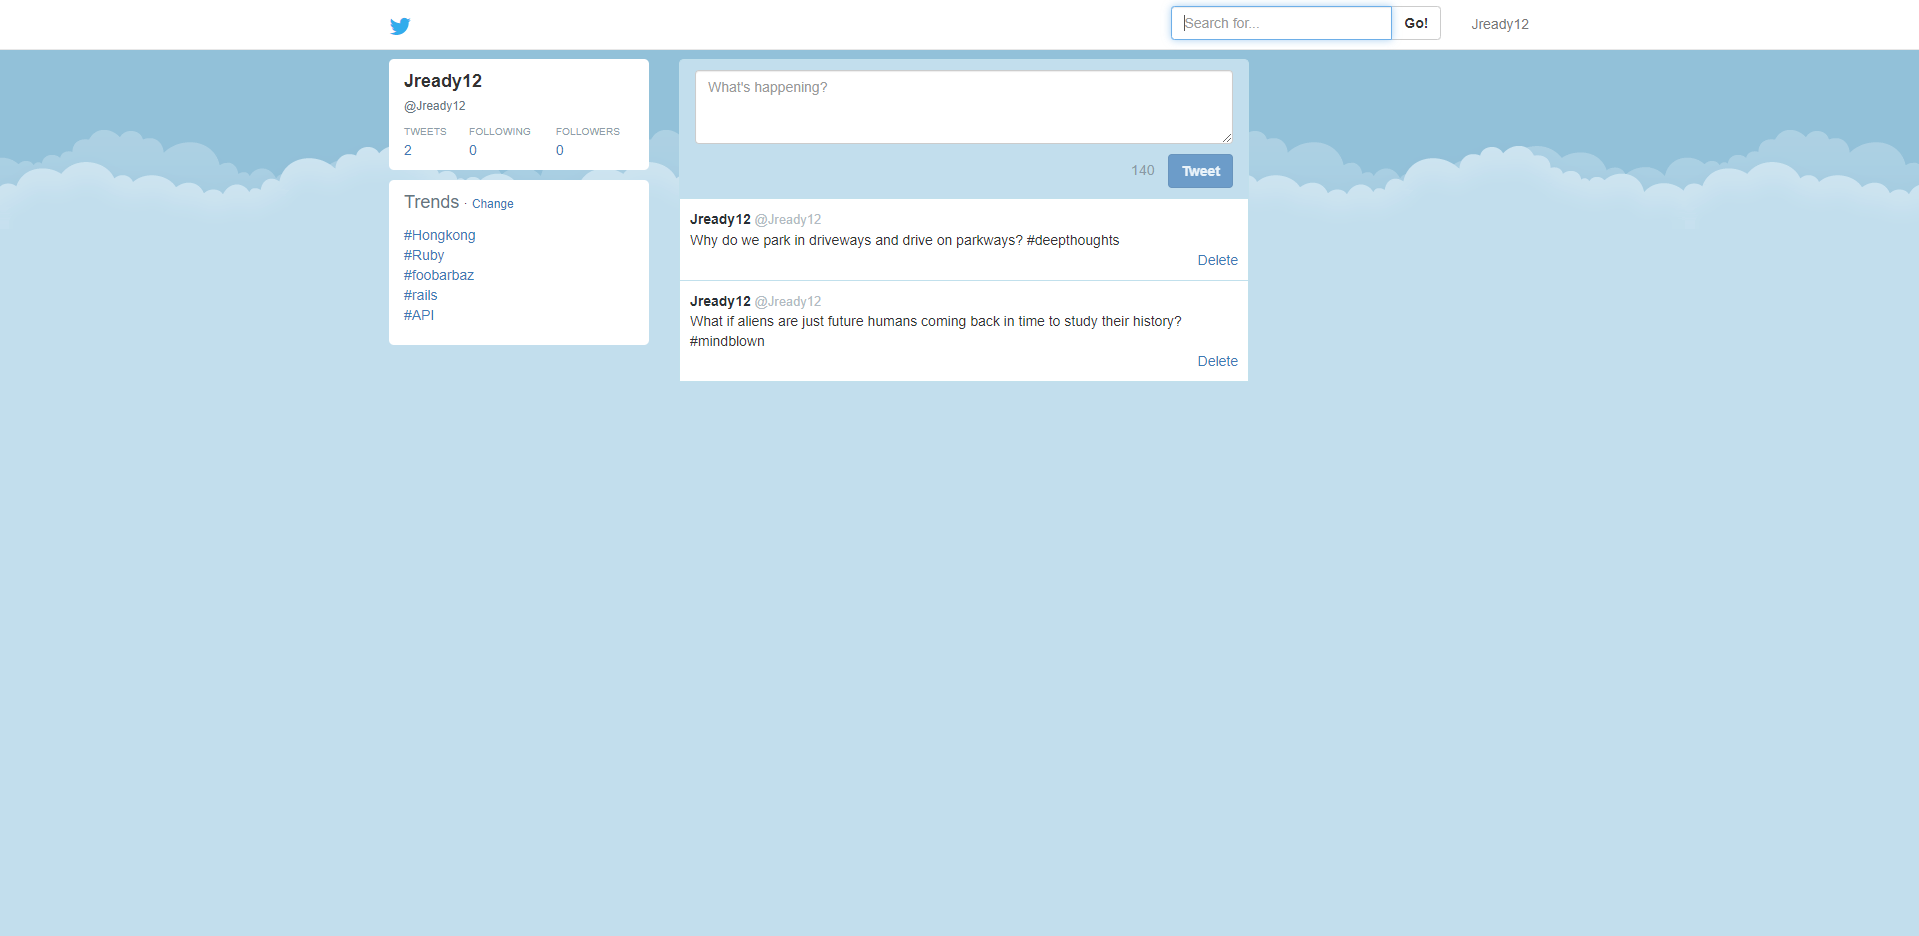 Search for... Go! Jready12
Jready12
@Jready12
TWEETS FOLLOWING FOLLOWERS
2 0 0
Trends · Change
#Hongkong
#Ruby
#foobarbaz
#rails
#API
What's happening?
140 Tweet
Jready12 @Jready12
Why do we park in driveways and drive on parkways? #deepthoughts
Delete
Jready12 @Jready12
What if aliens are just future humans coming back in time to study their history?
#mindblown
Delete